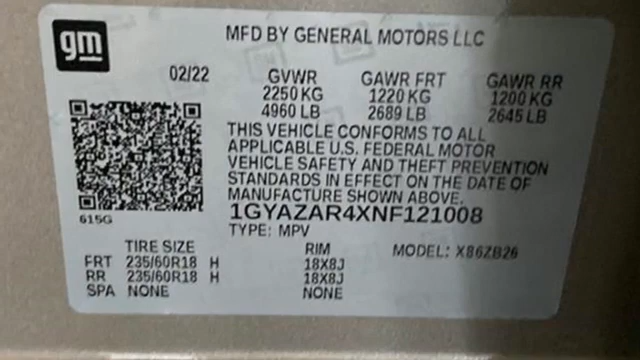 gm
MFD BY GENERAL MOTORS LLC
02/22 GVWR GAWR FRT GAWR RR
2250 KG 1220 KG 1200 KG
4960 LB 2689 LB 2645 LB
THIS VEHICLE CONFORMS TO ALL
APPLICABLE U.S. FEDERAL MOTOR
VEHICLE SAFETY AND THEFT PREVENTION
STANDARDS IN EFFECT ON THE DATE OF
MANUFACTURE SHOWN ABOVE.
615G 1GYAZAR4XNF121008
TYPE: MPV MODEL: X86ZB26
TIRE SIZE RIM
FRT 235/60R18 H 18X8J
RR 235/60R18 H 18X8J
SPA NONE NONE